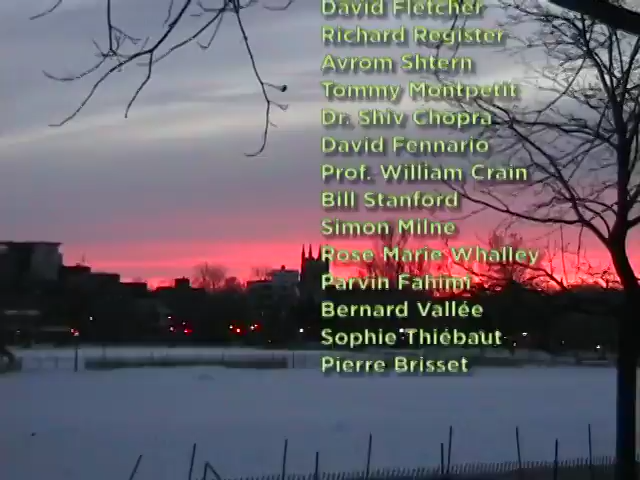 David Fletcher
Richard Register
Avrom Shtern
Tommy Montpetit
Dr. Shiv Chopra
David Fennario
Prof. William Crain
Bill Stanford
Simon Milne
Rose Marie Whalley
Parvin Fahimi
Bernard Vallée
Sophie Thiébaut
Pierre Brisset